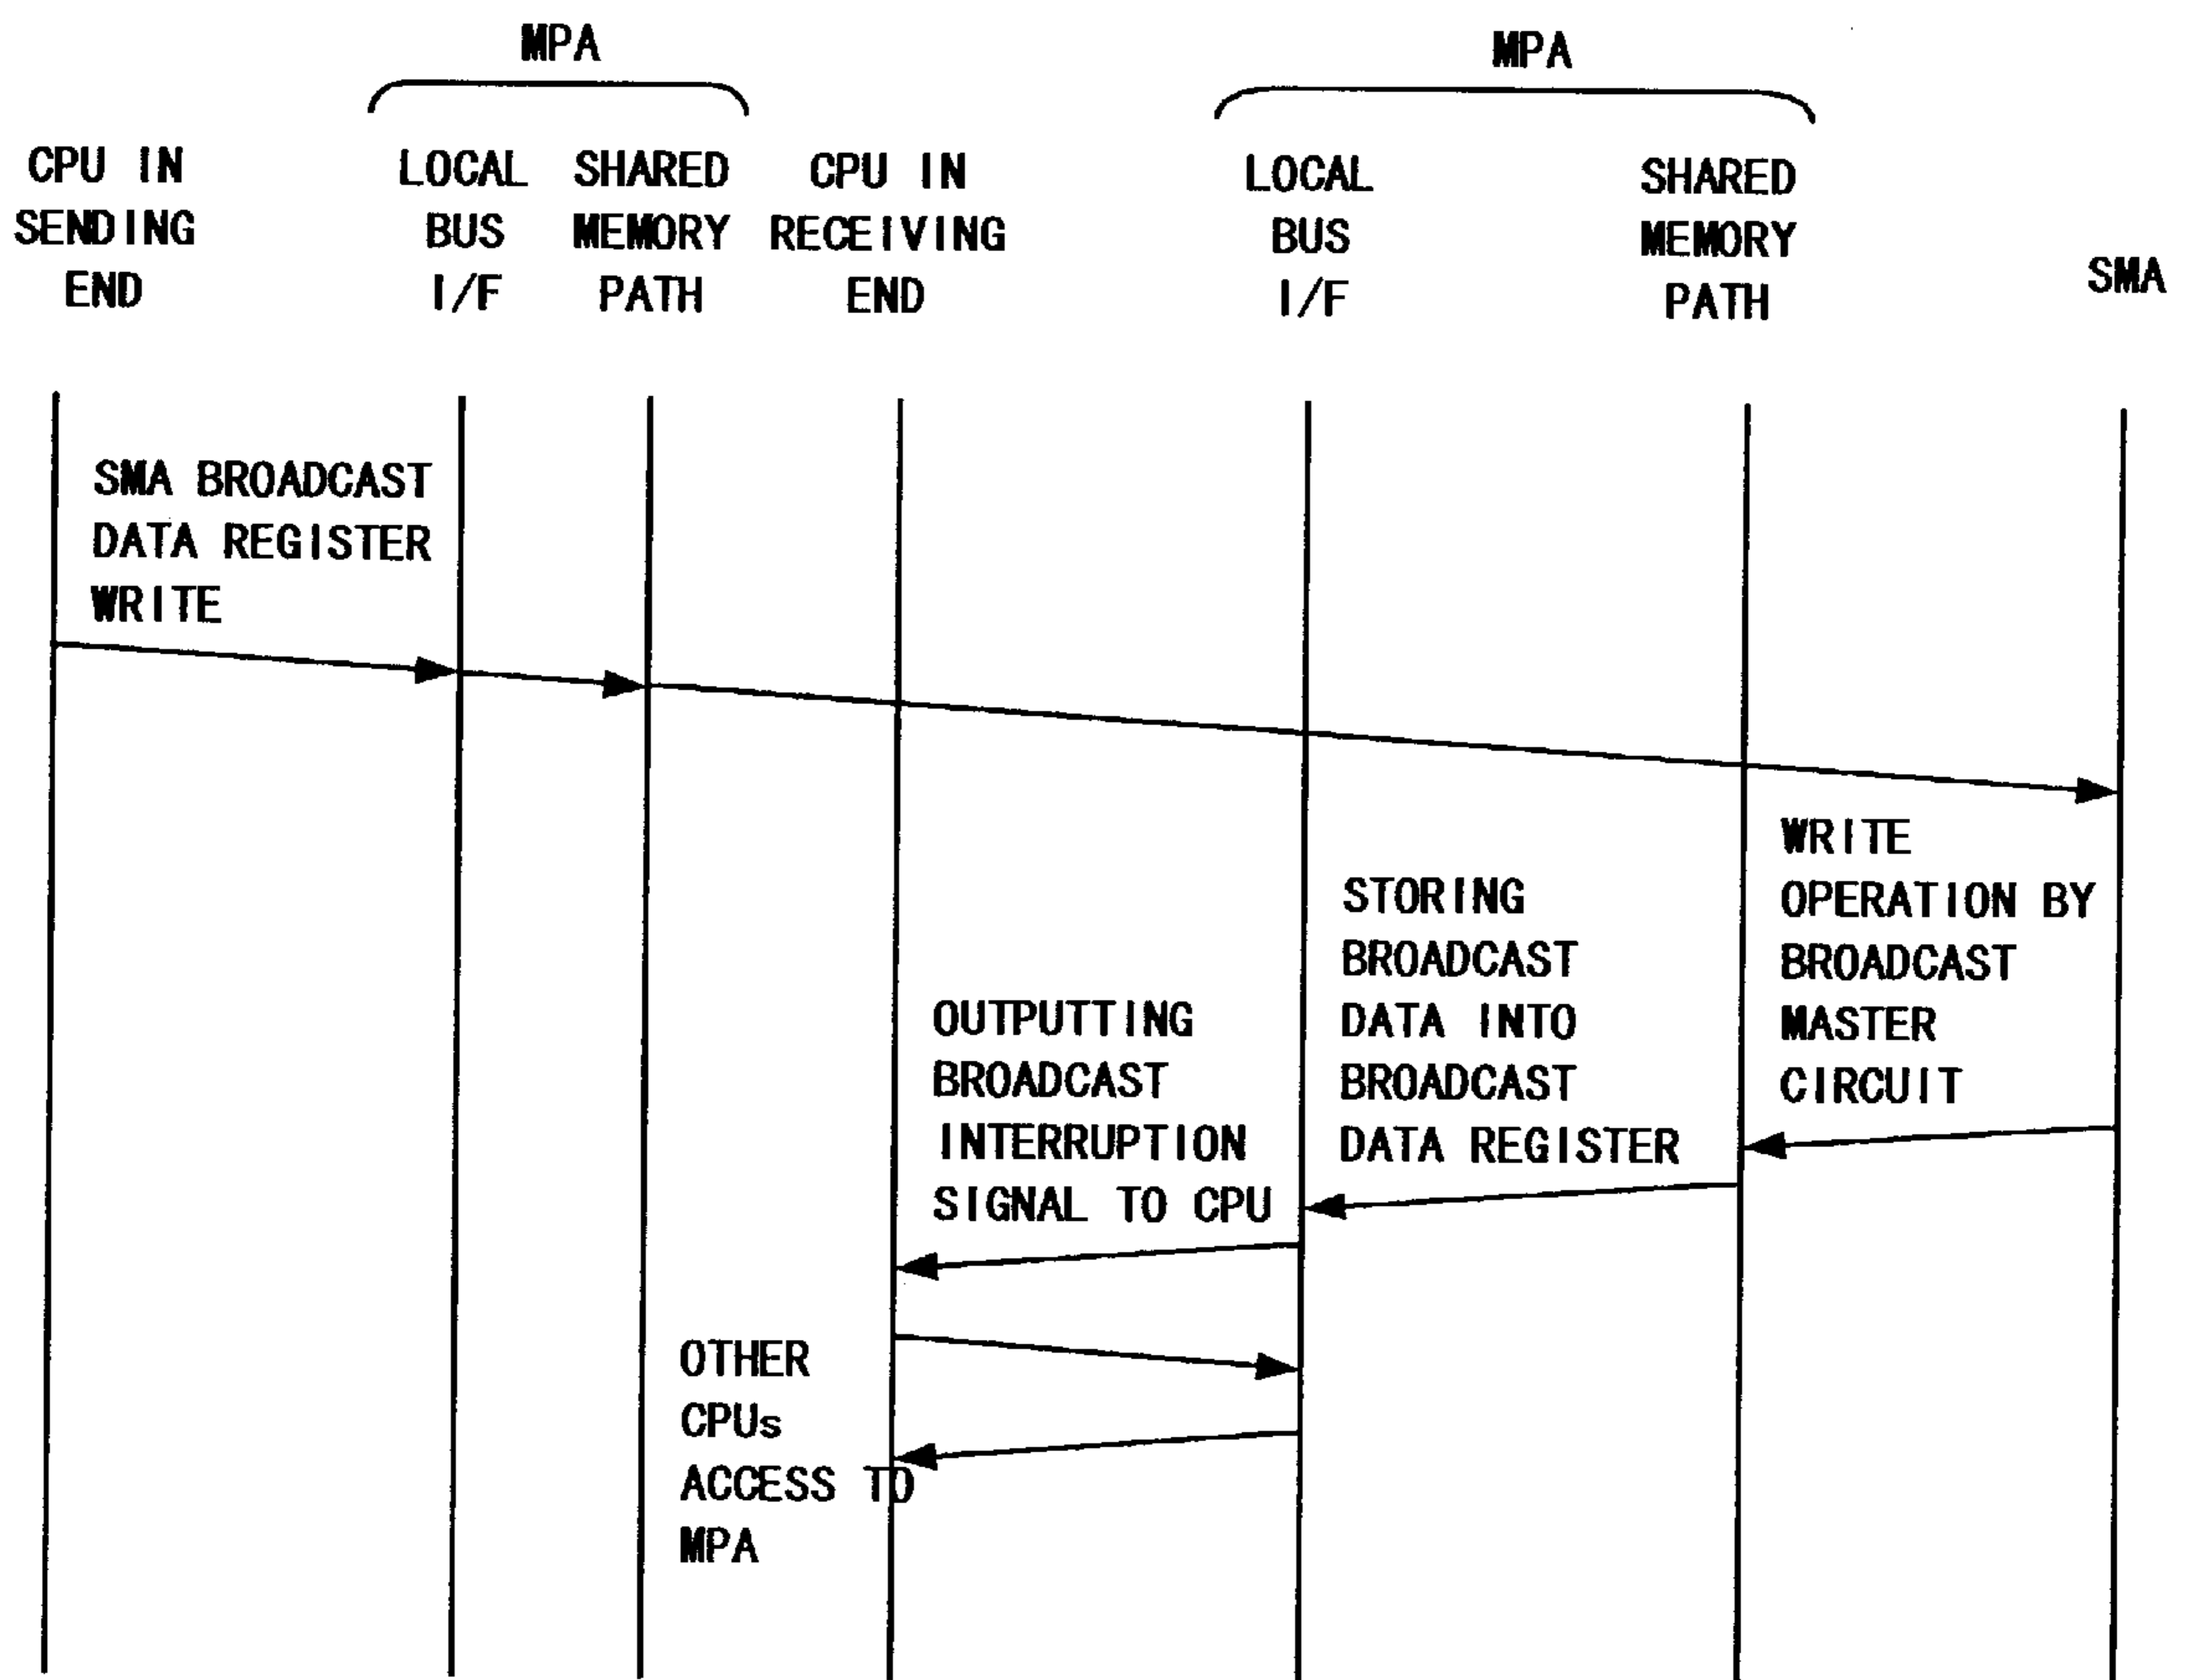 MPA
MPA
CPU IN
SENDING
END
LOCAL
BUS
I/F
SHARED
MEMORY
PATH
CPU IN
RECEIVING
END
LOCAL
BUS
I/F
SHARED
MEMORY
PATH
SMA
SMA BROADCAST
DATA REGISTER
WRITE
WRITE
OPERATION BY
BROADCAST
MASTER
CIRCUIT
STORING
BROADCAST
DATA INTO
BROADCAST
DATA REGISTER
OUTPUTTING
BROADCAST
INTERRUPTION
SIGNAL TO CPU
OTHER
CPUs
ACCESS TO
MPA